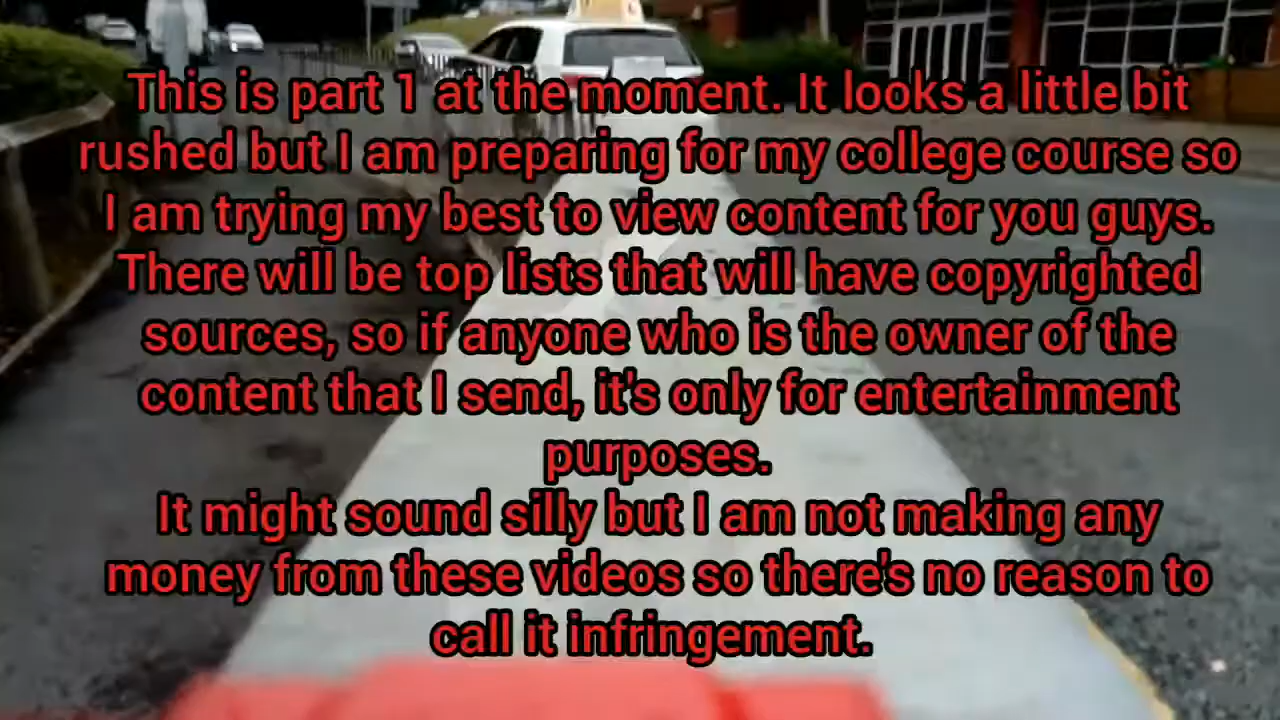 This is part 1 at the moment. It looks a little bit
rushed but I am preparing for my college course so
I am trying my best to view content for you guys.
There will be top lists that will have copyrighted
sources, so if anyone who is the owner of the
content that I send, it's only for entertainment
purposes.
It might sound silly but I am not making any
money from these videos so there's no reason to
call it infringement.